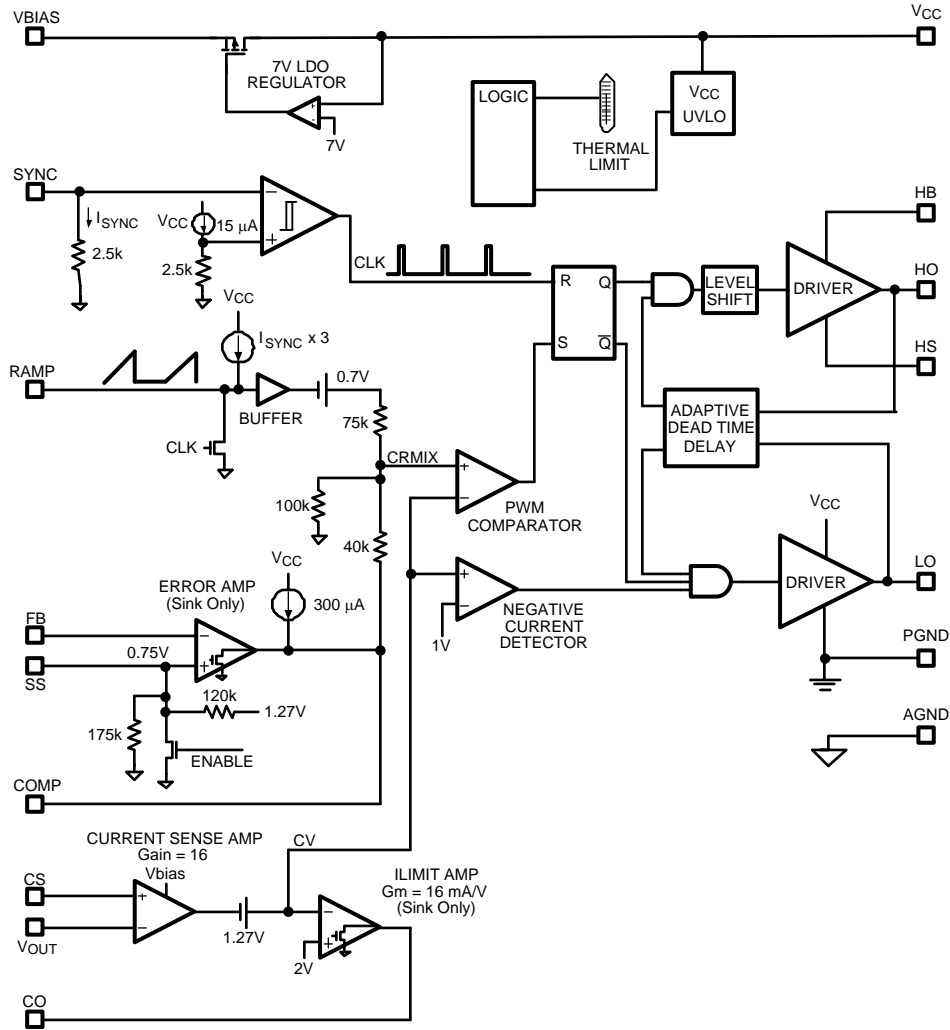 VBIAS
VCC
7V LDO
REGULATOR
+
-
7V
LOGIC
THERMAL
LIMIT
VCC
UVLO
SYNC
ISYNC
2.5k
VCC
15 μA
2.5k
−
+
CLK
HB
HO
HS
R
Q
S
Q̅
LEVEL
SHIFT
DRIVER
VCC
ISYNC x 3
RAMP
BUFFER
0.7V
75k
CLK
CRMIX
100k
40k
+
−
PWM
COMPARATOR
ADAPTIVE
DEAD TIME
DELAY
VCC
DRIVER
LO
PGND
AGND
+
−
1V
NEGATIVE
CURRENT
DETECTOR
ERROR AMP
(Sink Only)
VCC
300 μA
FB
SS
0.75V
−
+
120k
1.27V
175k
ENABLE
COMP
CURRENT SENSE AMP
Gain = 16
Vbias
CS
VOUT
+
−
1.27V
CV
ILIMIT AMP
Gm = 16 mA/V
(Sink Only)
−
+
2V
CO